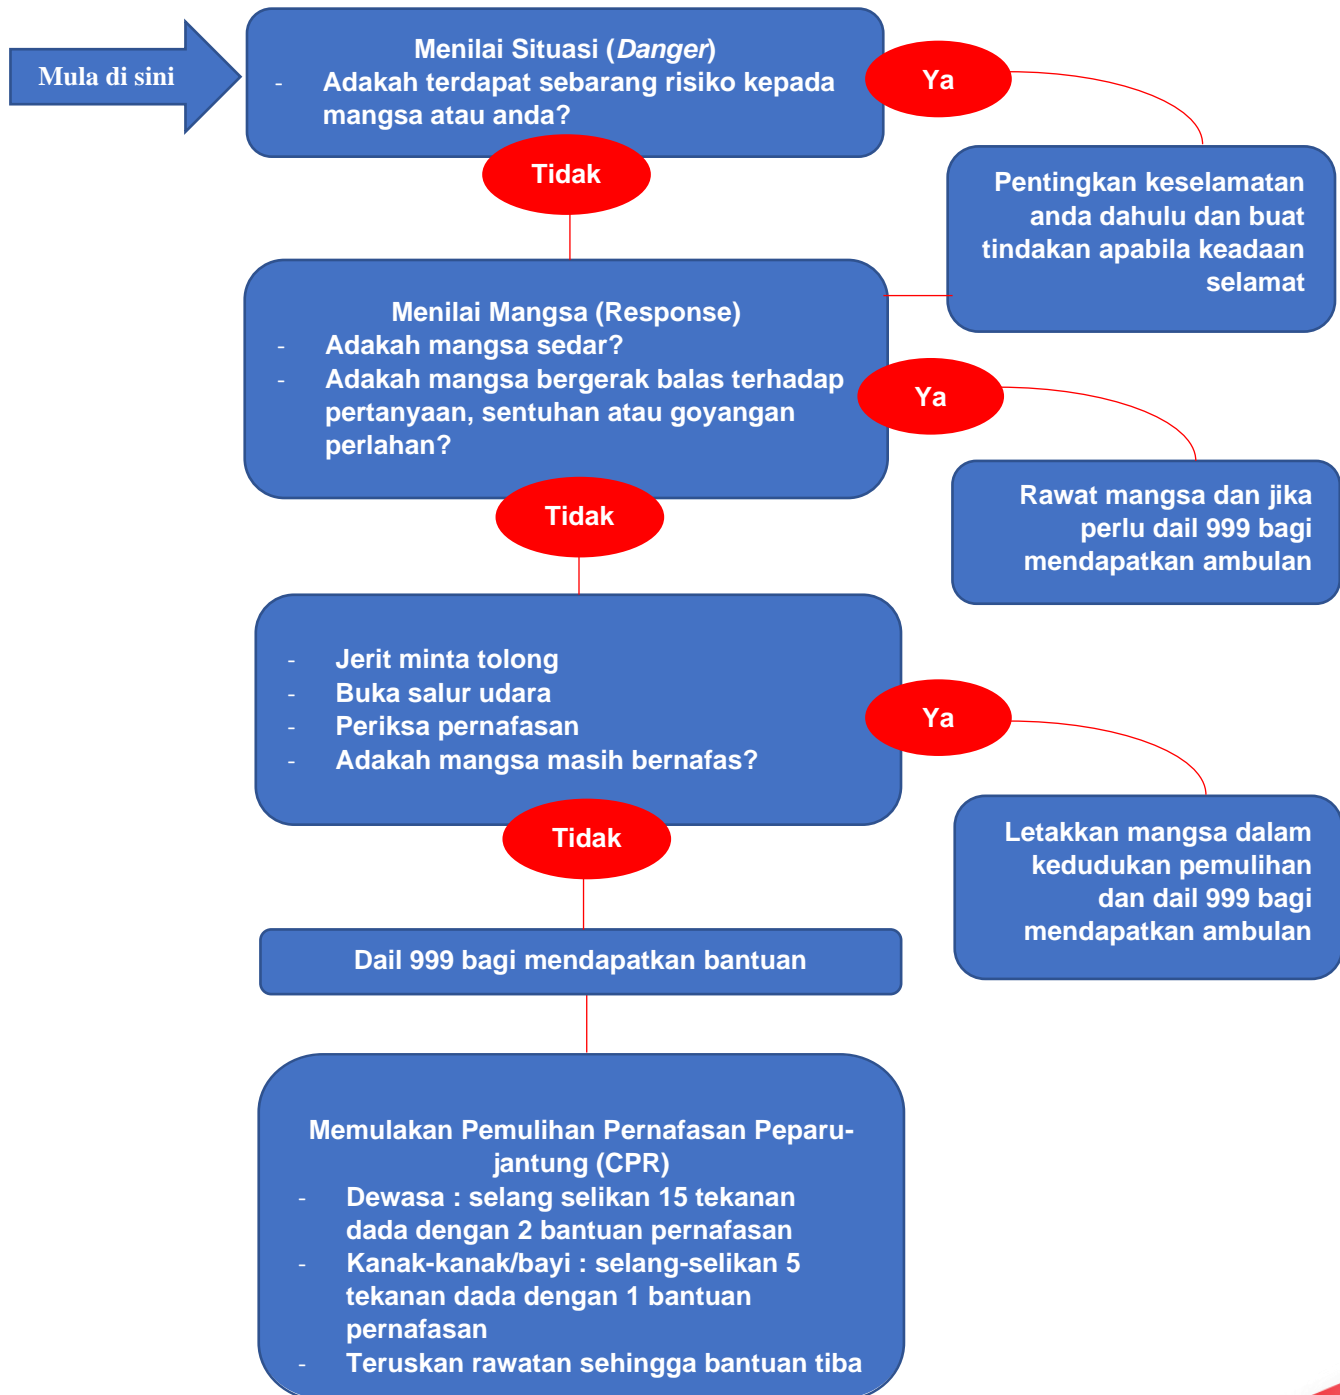 Mula di sini
Menilai Situasi (Danger)
- Adakah terdapat sebarang risiko kepada
mangsa atau anda?
Ya
Tidak
Pentingkan keselamatan
anda dahulu dan buat
tindakan apabila keadaan
selamat
Menilai Mangsa (Response)
- Adakah mangsa sedar?
- Adakah mangsa bergerak balas terhadap
pertanyaan, sentuhan atau goyangan
perlahan?
Ya
Tidak
Rawat mangsa dan jika
perlu dail 999 bagi
mendapatkan ambulan
- Jerit minta tolong
- Buka salur udara
- Periksa pernafasan
- Adakah mangsa masih bernafas?
Ya
Tidak
Letakkan mangsa dalam
kedudukan pemulihan
dan dail 999 bagi
mendapatkan ambulan
Dail 999 bagi mendapatkan bantuan
Memulakan Pemulihan Pernafasan Peparu-
jantung (CPR)
- Dewasa : selang selikan 15 tekanan
dada dengan 2 bantuan pernafasan
- Kanak-kanak/bayi : selang-selikan 5
tekanan dada dengan 1 bantuan
pernafasan
- Teruskan rawatan sehingga bantuan tiba